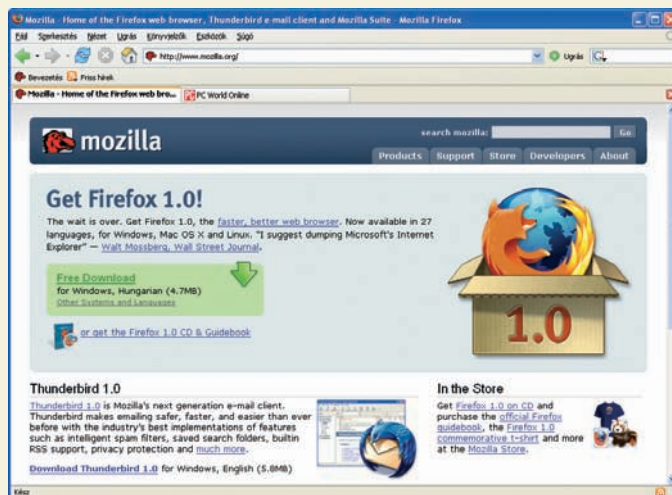 Mozilla - Home of the Firefox web browser, Thunderbird e-mail client and Mozilla Suite - Mozilla Firefox
Fájl Szerkesztés Nézet Ugrás Könyvjelzők Eszközök Súgó
http://www.mozilla.org/ Ugrás
Bevezetés Friss hírek
Mozilla - Home of the Firefox web bro... PC World Online
mozilla
search mozilla: Go
Products Support Store Developers About
Get Firefox 1.0!
The wait is over. Get Firefox 1.0, the faster, better web browser. Now available in 27
languages, for Windows, Mac OS X and Linux. "I suggest dumping Microsoft's Internet
Explorer" — Walt Mossberg, Wall Street Journal.
Free Download
for Windows, Hungarian (4.7MB)
Other Systems and Languages
or get the Firefox 1.0 CD & Guidebook
1.0
Thunderbird 1.0
Thunderbird 1.0 is Mozilla's next generation e-mail client.
Thunderbird makes emailing safer, faster, and easier than ever
before with the industry's best implementations of features
such as intelligent spam filters, saved search folders, builtin
RSS support, privacy protection and much more.
Download Thunderbird 1.0 for Windows, English (5.8MB)
In the Store
Get Firefox 1.0 on CD and
purchase the official Firefox
guidebook, the Firefox 1.0
commemorative t-shirt and more
at the Mozilla Store.
Kész